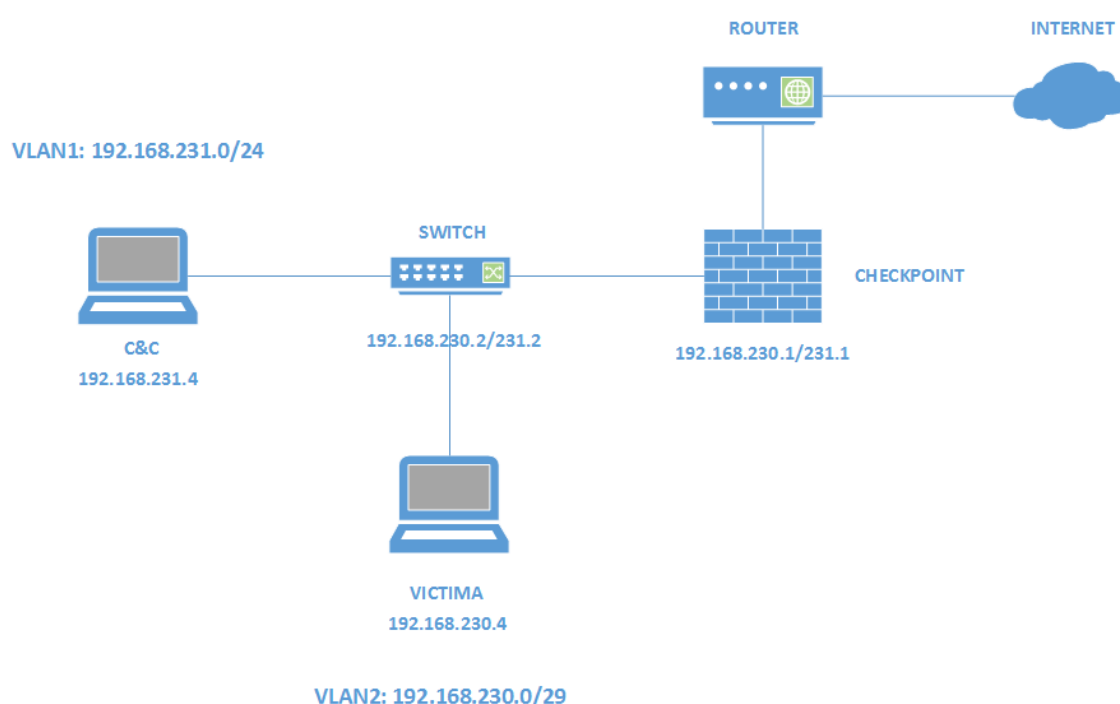 ROUTER
INTERNET
VLAN1: 192.168.231.0/24
SWITCH
CHECKPOINT
192.168.230.2/231.2
192.168.230.1/231.1
C&C
192.168.231.4
VICTIMA
192.168.230.4
VLAN2: 192.168.230.0/29